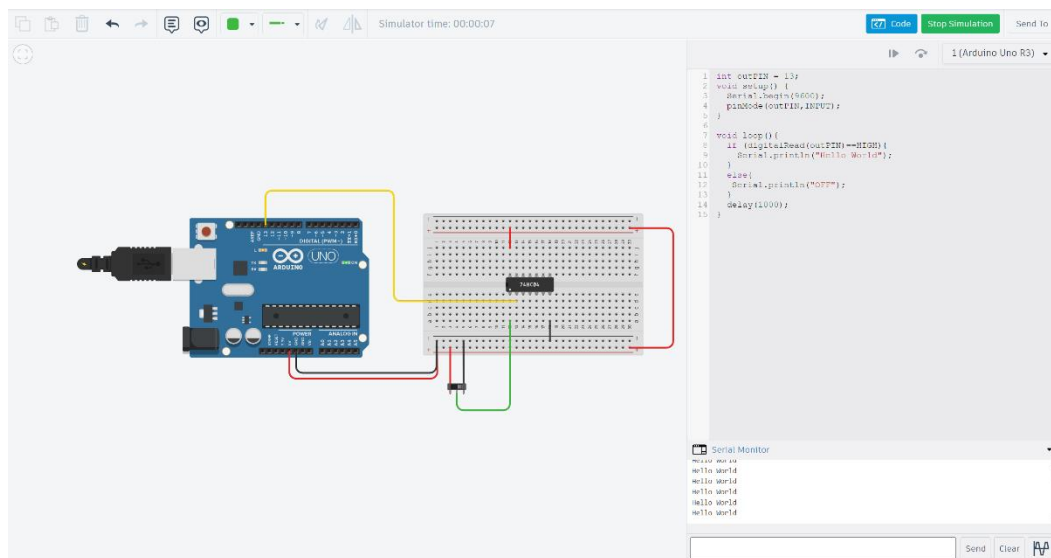 Simulator time: 00:00:07
Code
Stop Simulation
Send To
1 (Arduino Uno R3)
1 int outPIN = 13;
2 void setup() {
3 Serial.begin(9600);
4 pinMode(outPIN,INPUT);
5 }
6
7 void loop(){
8 if (digitalRead(outPIN)==HIGH){
9 Serial.println("Hello World");
10 }
11 else{
12 Serial.println("OFF");
13 }
14 delay(1000);
15 }
DIGITAL (PWM~)
UNO
ARDUINO
POWER
ANALOG IN
Serial Monitor
Hello World
Hello World
Hello World
Hello World
Hello World
Hello World
Send
Clear